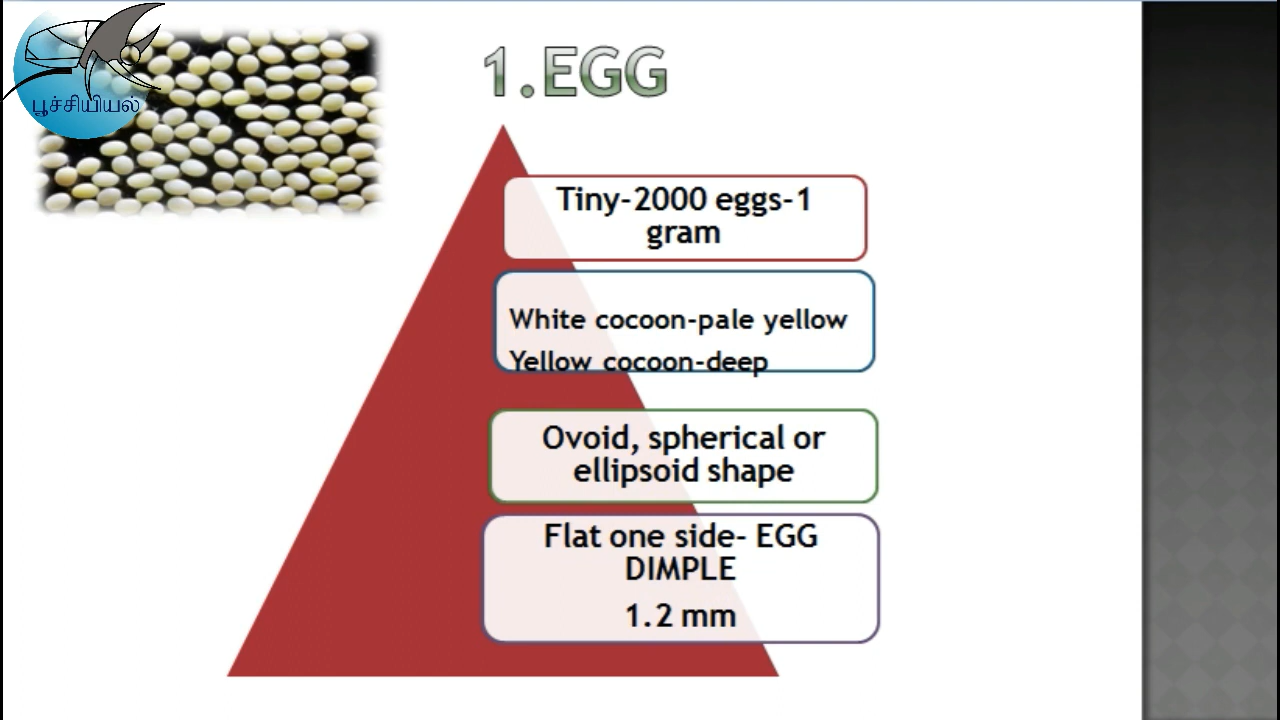 பூச்சியியல்
1.EGG
Tiny-2000 eggs-1
gram
White cocoon-pale yellow
Yellow cocoon-deep
Ovoid, spherical or
ellipsoid shape
Flat one side- EGG
DIMPLE
1.2 mm